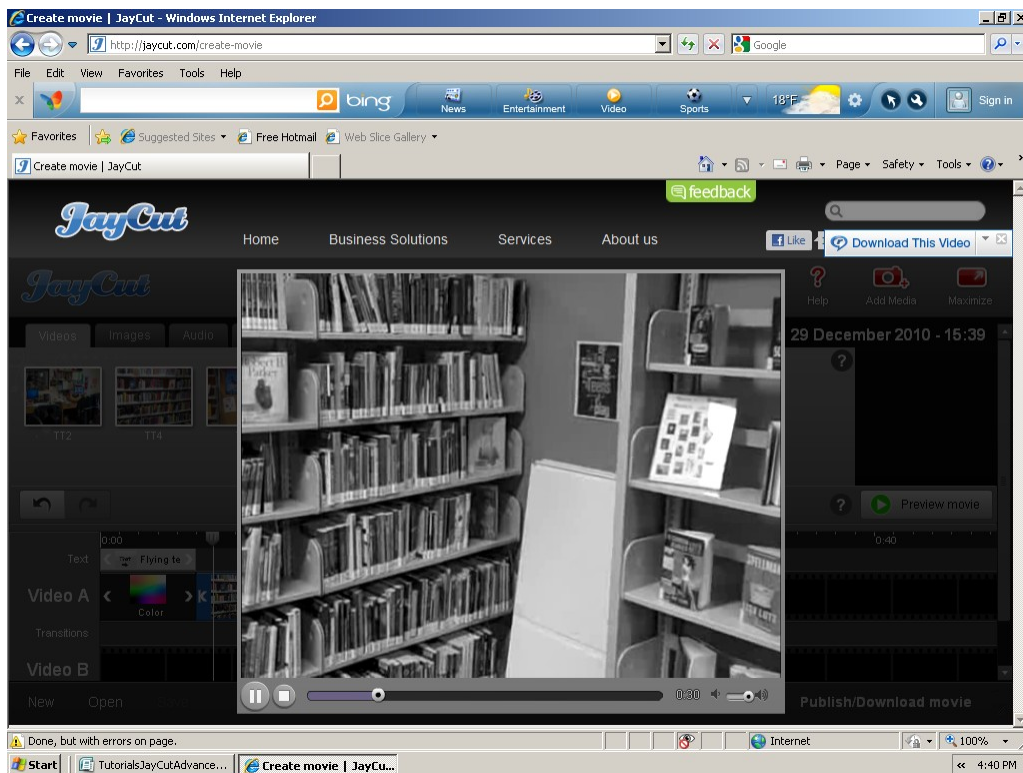 Create movie | JayCut - Windows Internet Explorer
http://jaycut.com/create-movie
Google
File Edit View Favorites Tools Help
bing
News
Entertainment
Video
Sports
18°F
Sign in
Favorites
Suggested Sites
Free Hotmail
Web Slice Gallery
Create movie | JayCut
Page
Safety
Tools
feedback
JayCut
Home
Business Solutions
Services
About us
Like
Download This Video
JayCut
Help
Add Media
Maximize
Videos
Images
Audio
29 December 2010 - 15:39
TT2
TT4
Parker
Preview movie
0:00
0:40
Text
Flying te
Video A
Color
Transitions
Video B
0:30
New
Open
Publish/Download movie
Done, but with errors on page.
Internet
100%
Start
TutorialsJayCutAdvance...
Create movie | JayCu...
4:40 PM